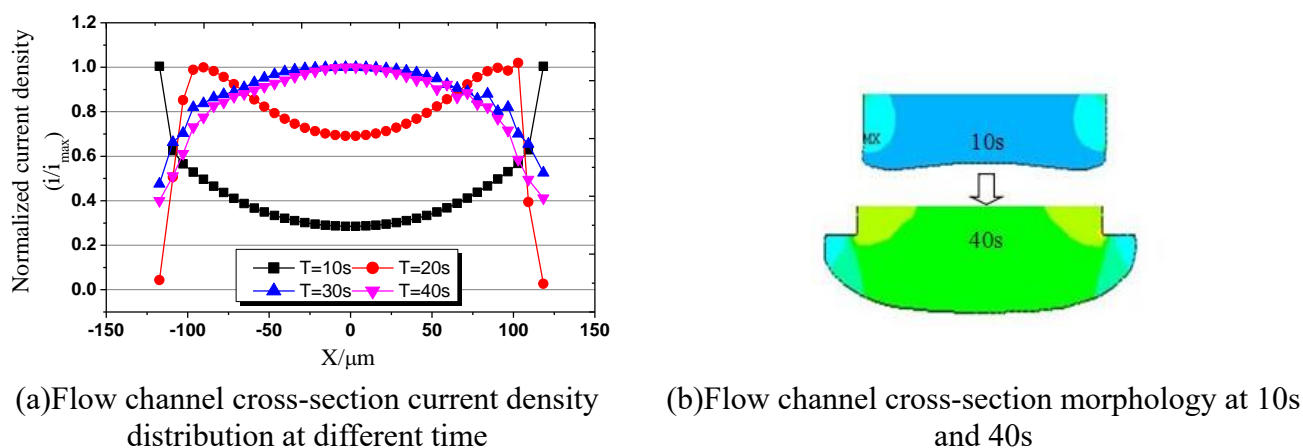 1.2
1.0
0.8
0.6
0.4
0.2
0.0
Normalized current density
(i/i_max)
T=10s T=20s
T=30s T=40s
-150 -100 -50 0 50 100 150
X/μm
(a)Flow channel cross-section current density
distribution at different time
MX
10s
40s
(b)Flow channel cross-section morphology at 10s
and 40s